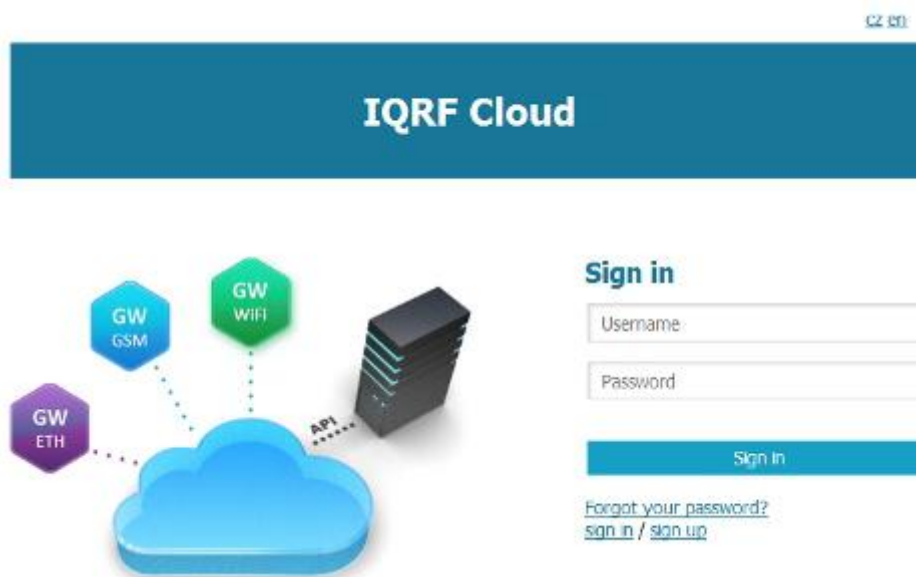 cz en
IQRF Cloud
GW
WiFi
GW
GSM
GW
ETH
API
Sign in
Username
Password
Sign in
Forgot your password?
sign in / sign up